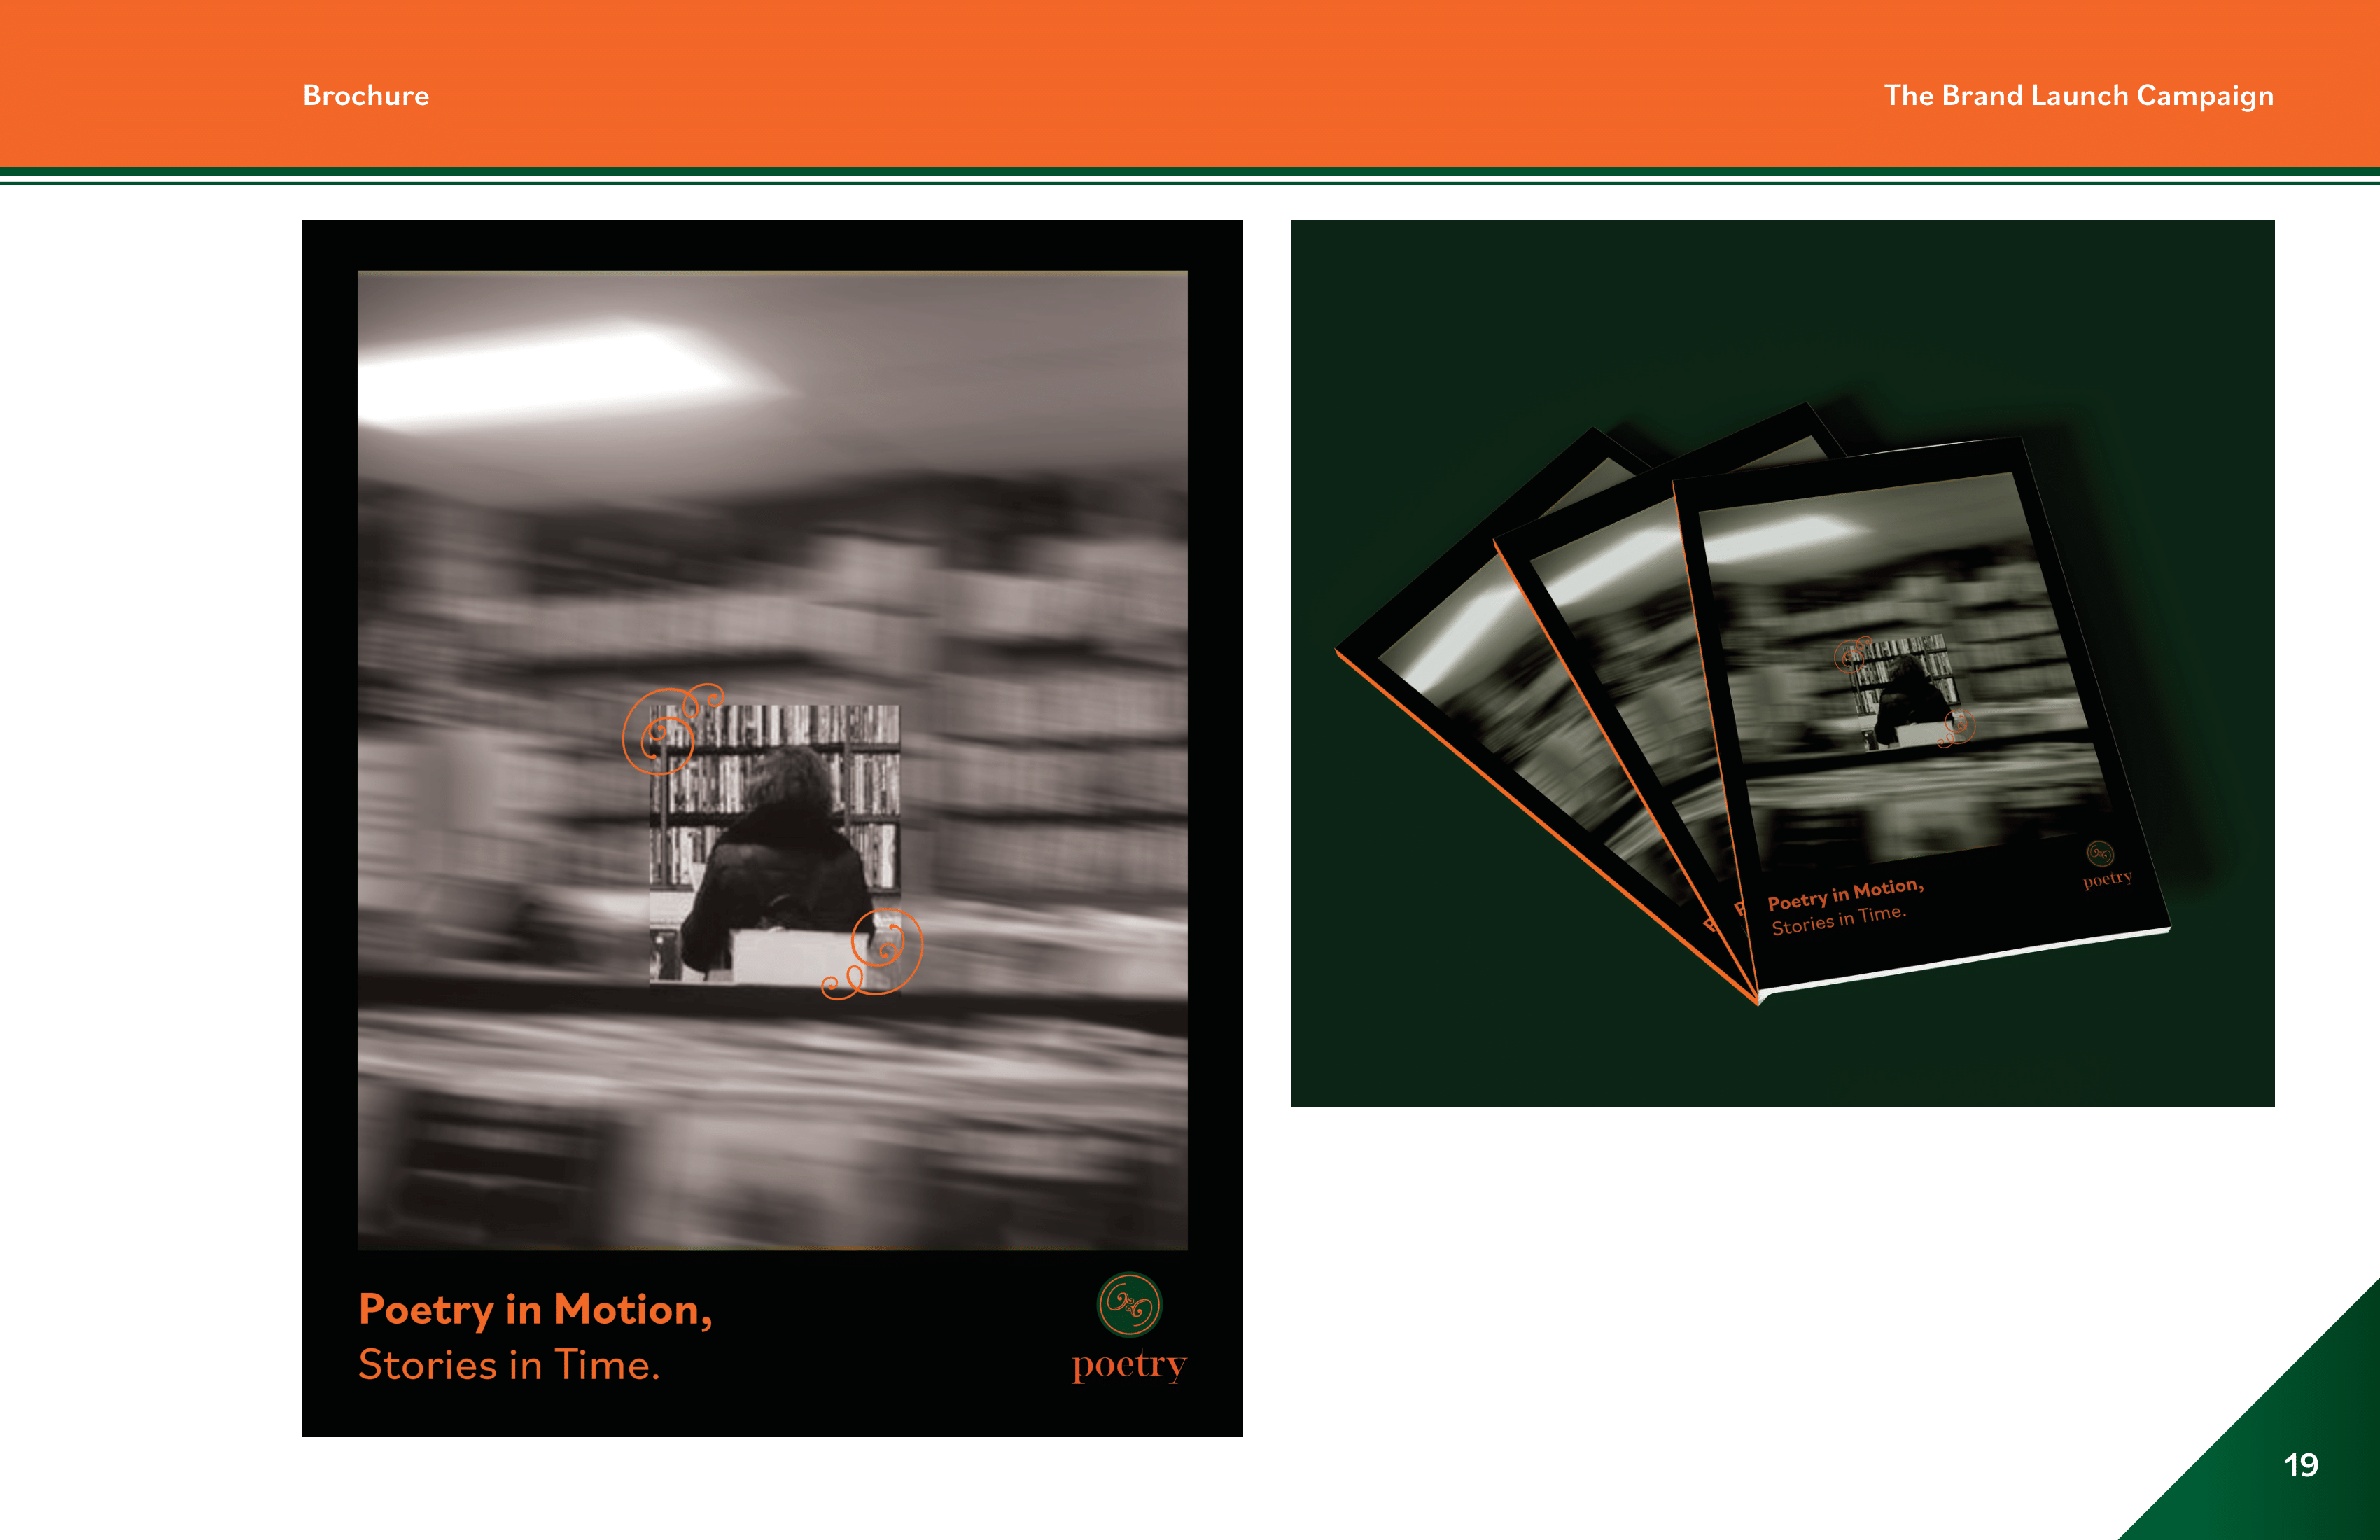 Brochure
The Brand Launch Campaign
Poetry in Motion,
Stories in Time.
poetry
Poetry in Motion,
Stories in Time.
poetry
P
P
19